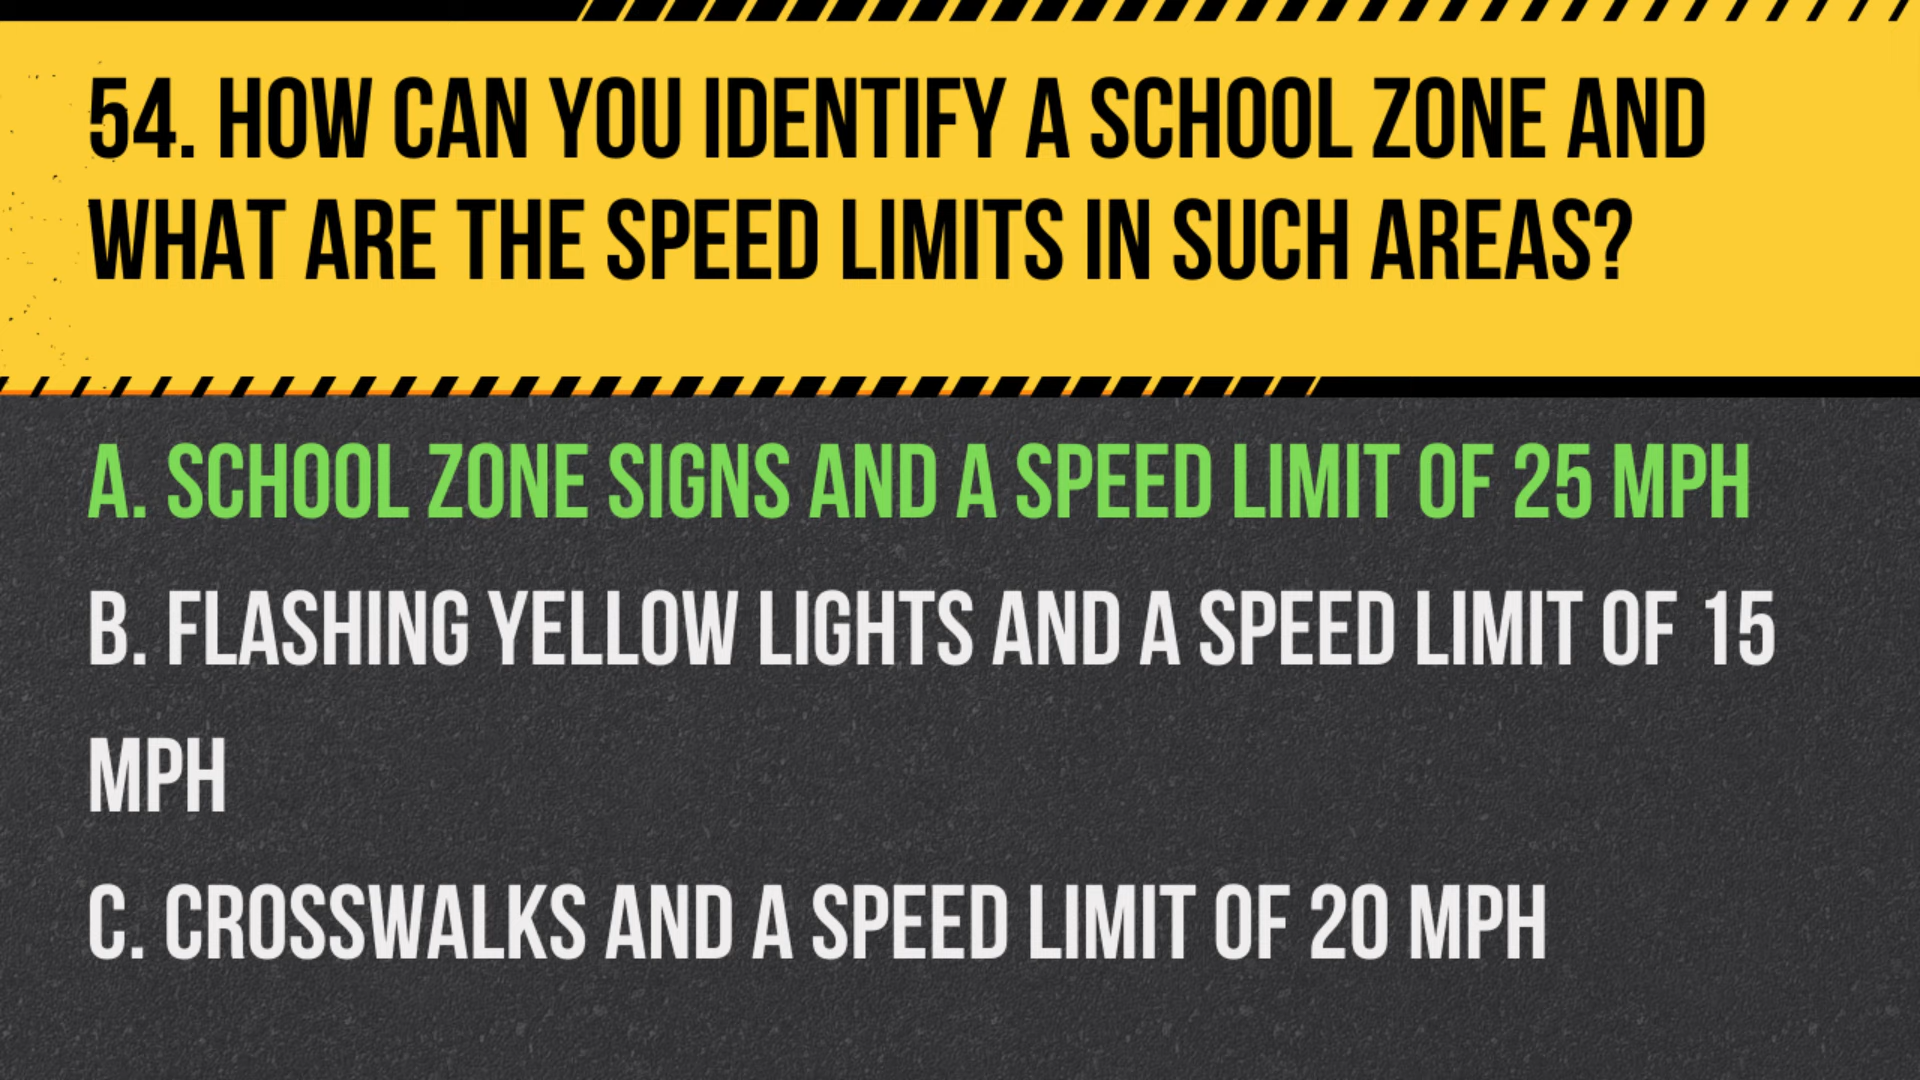 54. HOW CAN YOU IDENTIFY A SCHOOL ZONE AND
WHAT ARE THE SPEED LIMITS IN SUCH AREAS?
A. SCHOOL ZONE SIGNS AND A SPEED LIMIT OF 25 MPH
B. FLASHING YELLOW LIGHTS AND A SPEED LIMIT OF 15
MPH
C. CROSSWALKS AND A SPEED LIMIT OF 20 MPH